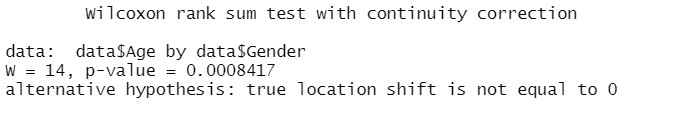 Wilcoxon rank sum test with continuity correction
data:  data$Age by data$Gender
W = 14, p-value = 0.0008417
alternative hypothesis: true location shift is not equal to 0